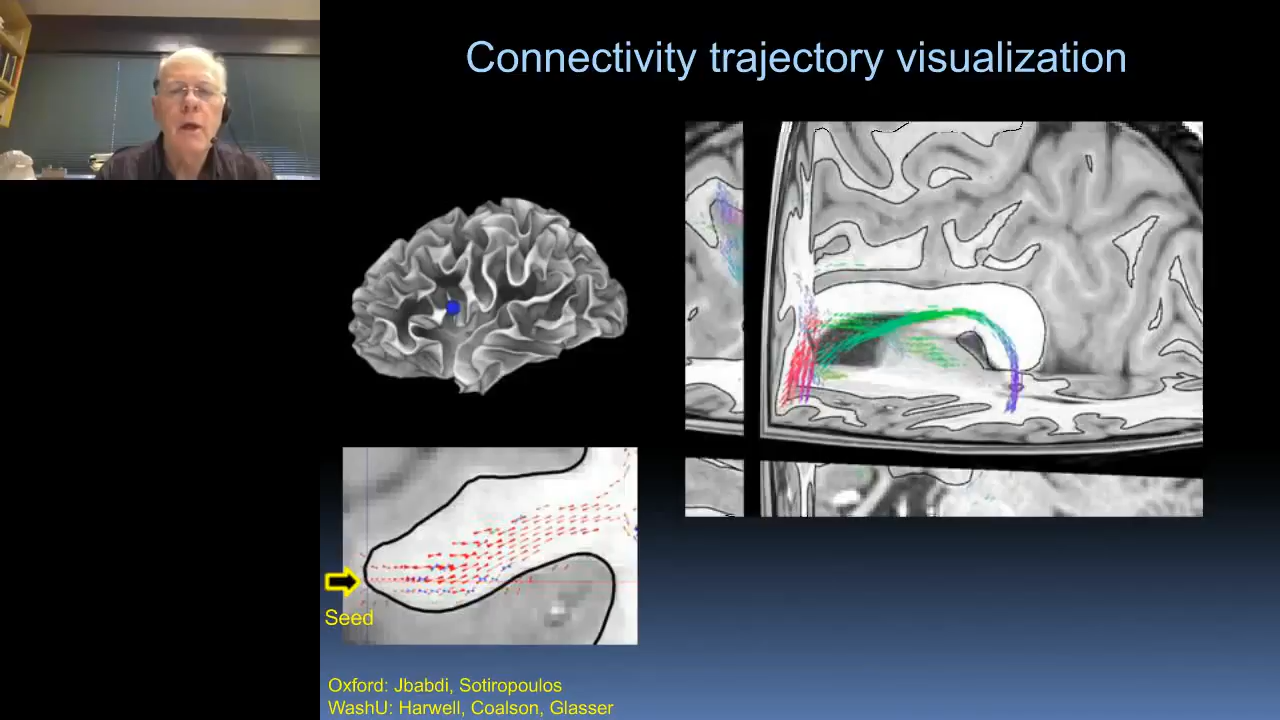 Connectivity trajectory visualization
Seed
Oxford: Jbabdi, Sotiropoulos
WashU: Harwell, Coalson, Glasser